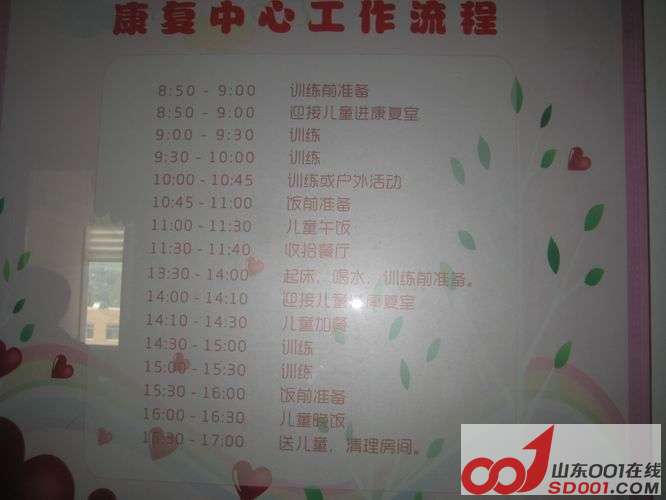 康复中心工作流程
8:50 - 9:00 训练前准备
8:50 - 9:00 迎接儿童进康复室
9:00 - 9:30 训练
9:30 - 10:00 训练
10:00 - 10:45 训练或户外活动
10:45 - 11:00 饭前准备
11:00 - 11:30 儿童午饭
11:30 - 11:40 收拾餐厅
13:30 - 14:00 起床、喝水、训练前准备。
14:00 - 14:10 迎接儿童 康复室
14:10 - 14:30 儿童加餐
14:30 - 15:00 训练
15:00 - 15:30 训练
15:30 - 16:00 饭前准备
16:00 - 16:30 儿童晚饭
16:30 - 17:00 送儿童、清理房间。
山东001在线
SD001.COM